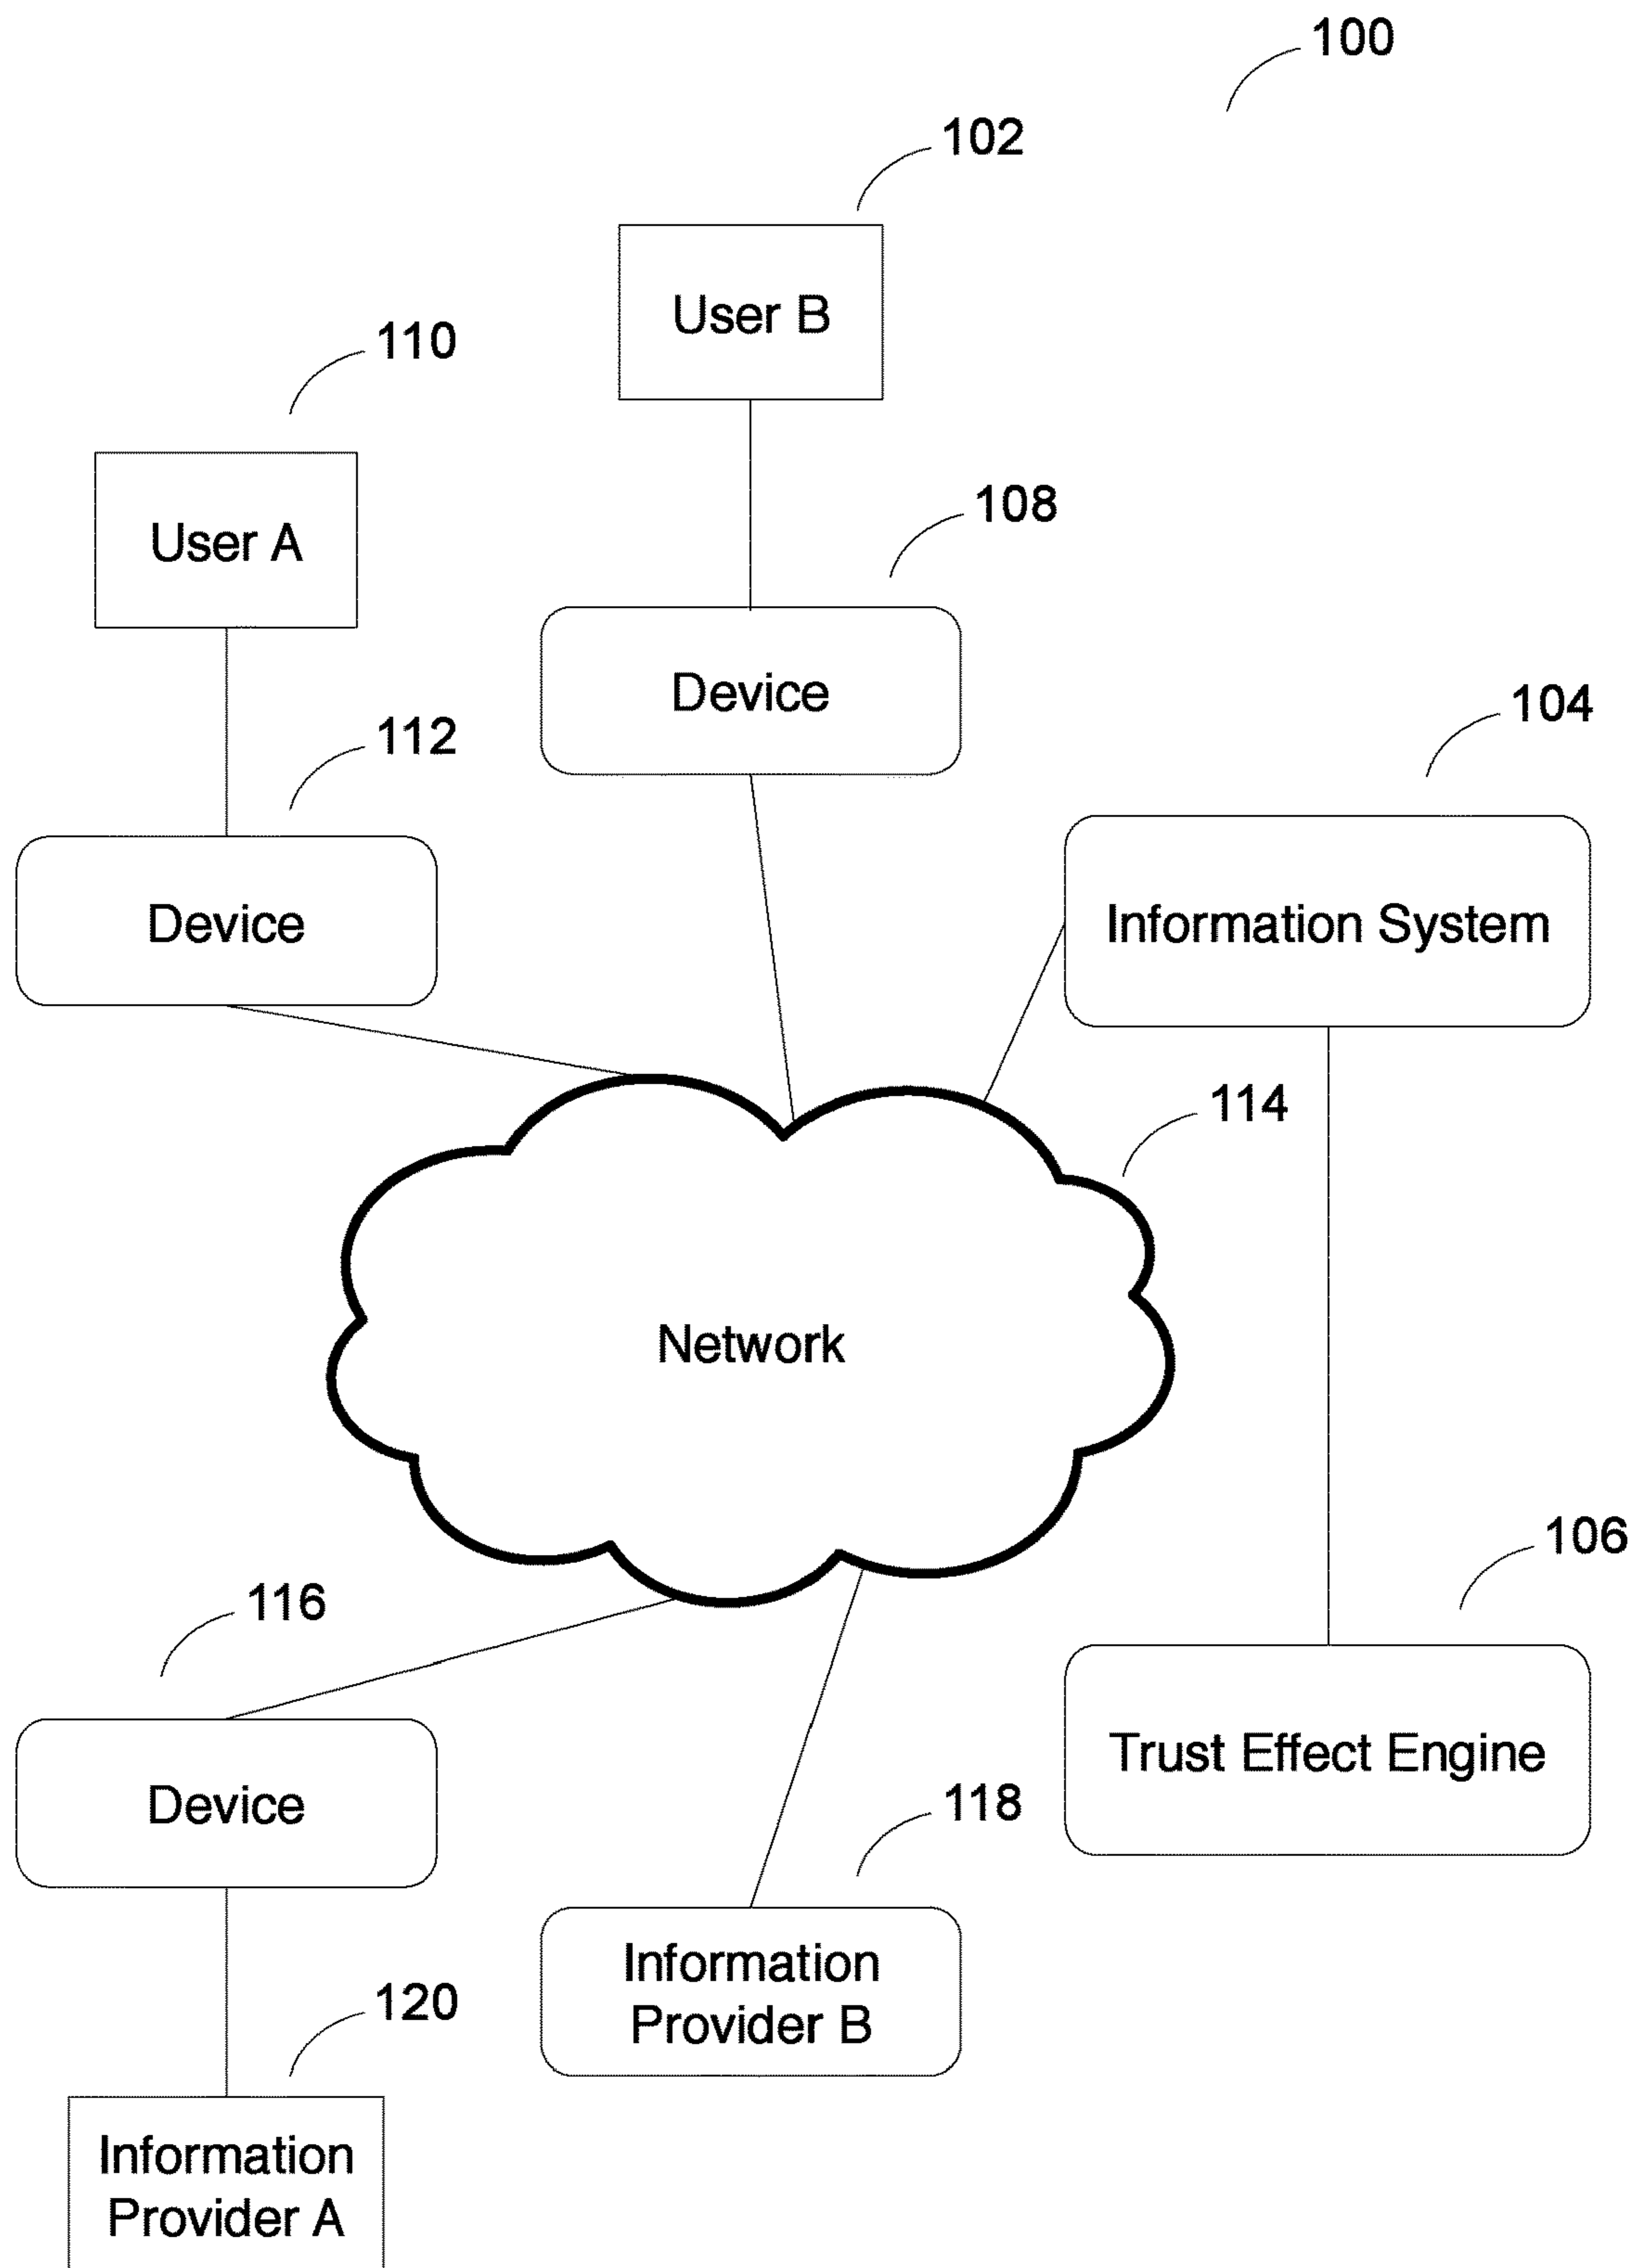 100
102
User B
110
User A
108
Device
112
Device
104
Information System
114
Network
106
Trust Effect Engine
116
Device
118
Information
Provider B
120
Information
Provider A